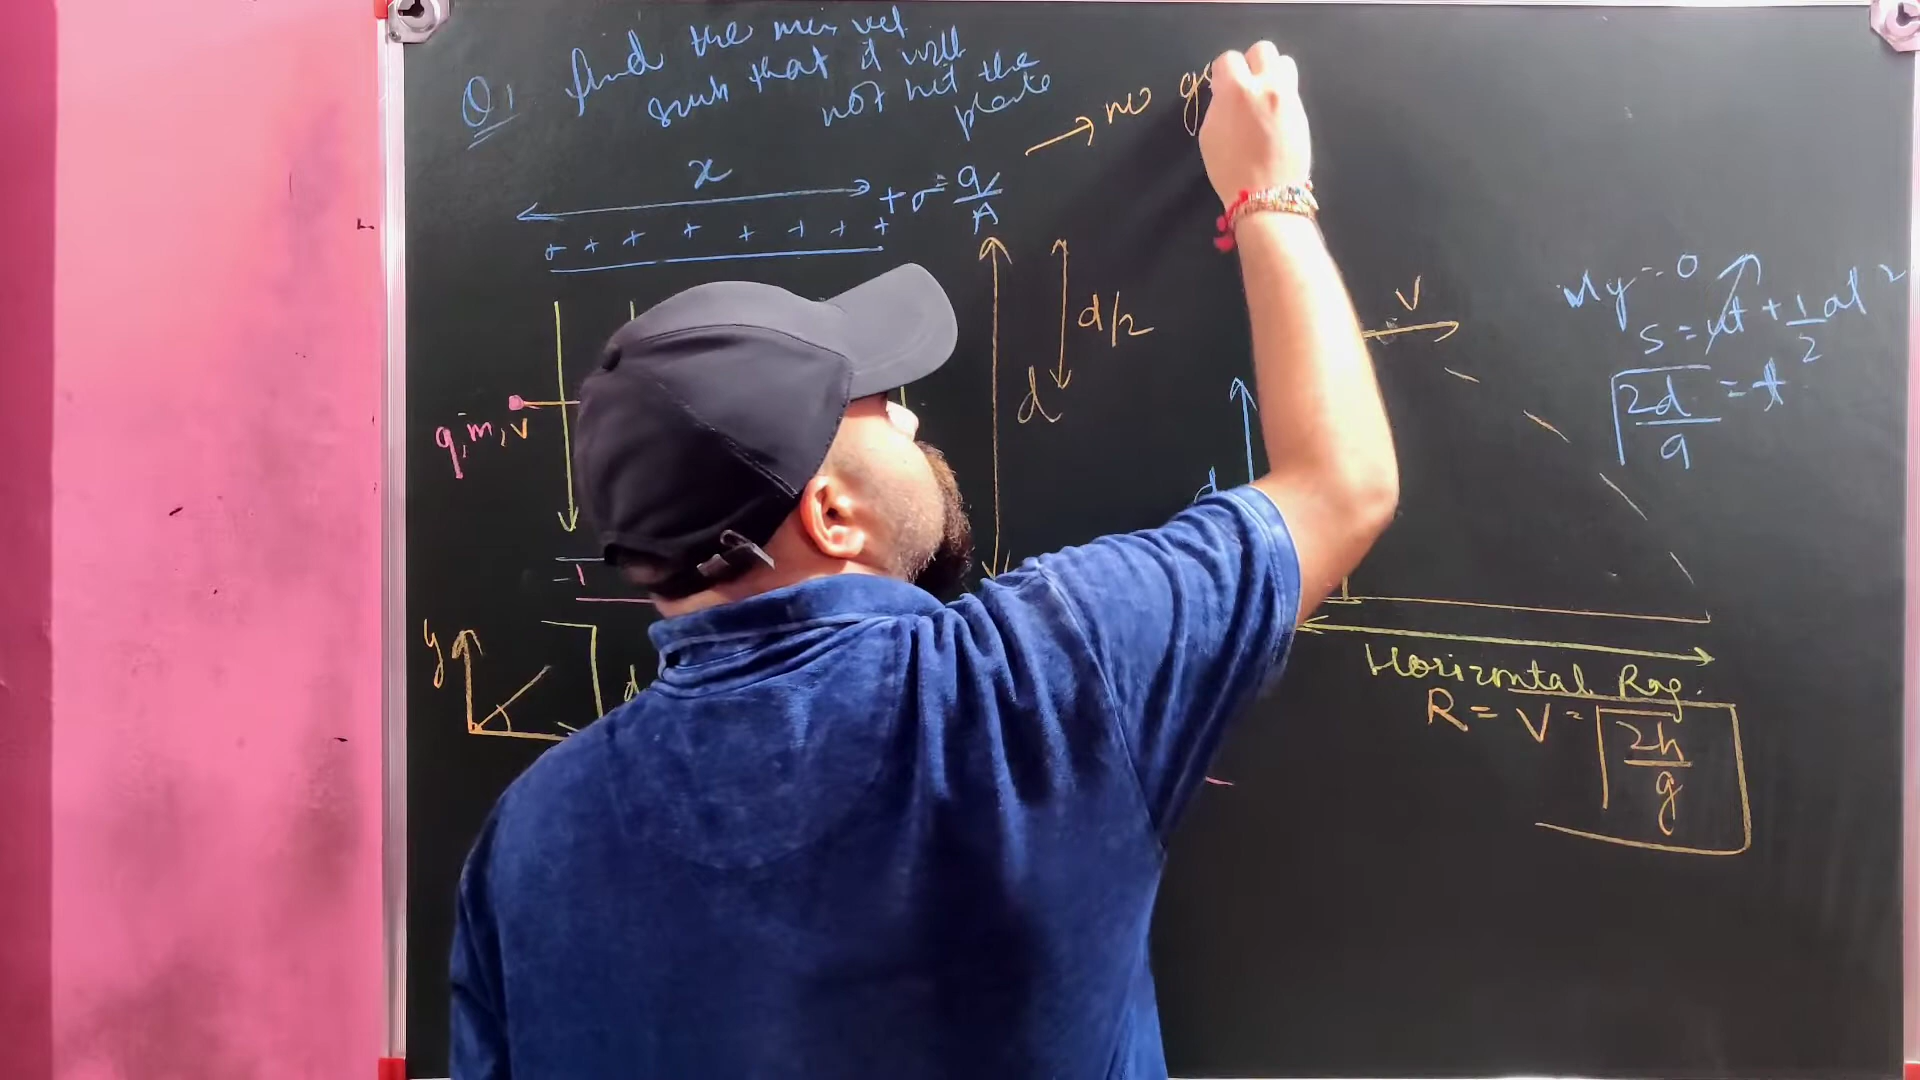 Q1 find the min vel
such that it will
not hit the
plate
→ no
x
+σ = q/A
+ + + + + + +
d/2
d
q, m, v
y
d
V
d
uy = 0
s = ut + 1/2 at²
√2d/a = t
Horizontal Rag.
R = V = √2h/g